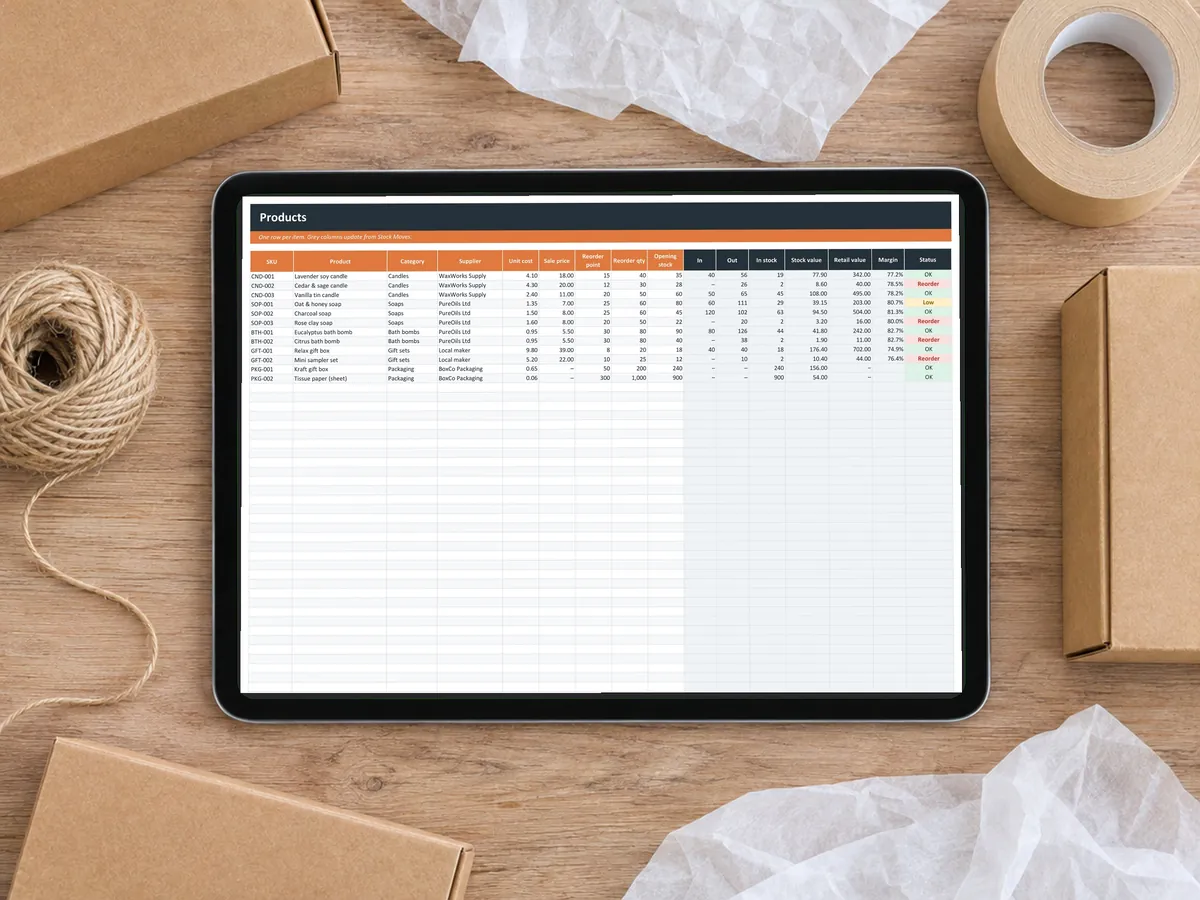 Products
One row per item. Grey columns update from Stock Moves.
SKU Product Category Supplier Unit cost Sale price Reorder point Reorder qty Opening stock In Out In stock Stock value Retail value Margin Status
CND-001 Lavender soy candle Candles WaxWorks Supply 4.10 18.00 15 40 35 40 56 19 77.90 342.00 77.2% OK
CND-002 Cedar & sage candle Candles WaxWorks Supply 4.30 20.00 12 30 28 – 26 2 8.60 40.00 78.5% Reorder
CND-003 Vanilla tin candle Candles WaxWorks Supply 2.40 11.00 20 50 60 50 65 45 108.00 495.00 78.2% OK
SOP-001 Oat & honey soap Soaps PureOils Ltd 1.35 7.00 25 60 80 60 111 29 39.15 203.00 80.7% Low
SOP-002 Charcoal soap Soaps PureOils Ltd 1.50 8.00 25 60 45 120 102 63 94.50 504.00 81.3% OK
SOP-003 Rose clay soap Soaps PureOils Ltd 1.60 8.00 20 50 22 – 20 2 3.20 16.00 80.0% Reorder
BTH-001 Eucalyptus bath bomb Bath bombs PureOils Ltd 0.95 5.50 30 80 90 80 126 44 41.80 242.00 82.7% OK
BTH-002 Citrus bath bomb Bath bombs PureOils Ltd 0.95 5.50 30 80 40 – 38 2 1.90 11.00 82.7% Reorder
GFT-001 Relax gift box Gift sets Local maker 9.80 39.00 8 20 18 40 40 18 176.40 702.00 74.9% OK
GFT-002 Mini sampler set Gift sets Local maker 5.20 22.00 10 25 12 – 10 2 10.40 44.00 76.4% Reorder
PKG-001 Kraft gift box Packaging BoxCo Packaging 0.65 – 50 200 240 – – 240 156.00 – OK
PKG-002 Tissue paper (sheet) Packaging BoxCo Packaging 0.06 – 300 1,000 900 – – 900 54.00 – OK